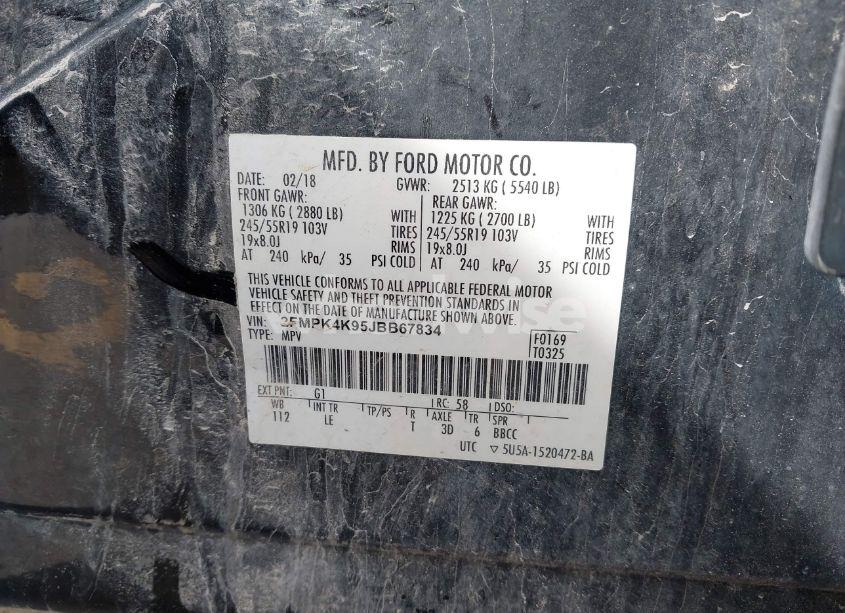 MFD. BY FORD MOTOR CO.
DATE: 02/18 GVWR: 2513 KG ( 5540 LB)
FRONT GAWR: REAR GAWR:
1306 KG ( 2880 LB) WITH 1225 KG ( 2700 LB) WITH
245/55R19 103V TIRES 245/55R19 103V TIRES
19x8.0J RIMS 19x8.0J RIMS
AT 240 kPa/ 35 PSI COLD AT 240 kPa/ 35 PSI COLD
THIS VEHICLE CONFORMS TO ALL APPLICABLE FEDERAL MOTOR
VEHICLE SAFETY AND THEFT PREVENTION STANDARDS IN
EFFECT ON THE DATE OF MANUFACTURE SHOWN ABOVE.
VIN: 2FMPK4K95JBB67834
TYPE: MPV F0169
T0325
EXT PNT: G1 RC: 58 DSO:
WB INT TR TP/PS R AXLE TR SPR
112 LE T 3D 6 BBCC
UTC ▽ 5U5A-1520472-BA